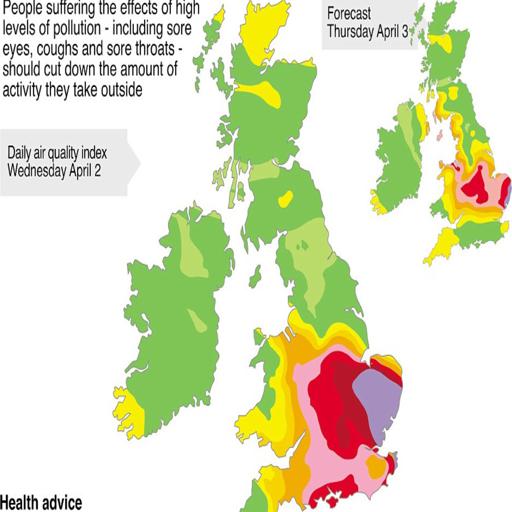 People suffering the effects of high
levels of pollution - including sore
eyes, coughs and sore throats -
should cut down the amount of
activity they take outside
Forecast
Thursday April 3
Daily air quality index
Wednesday April 2
Health advice